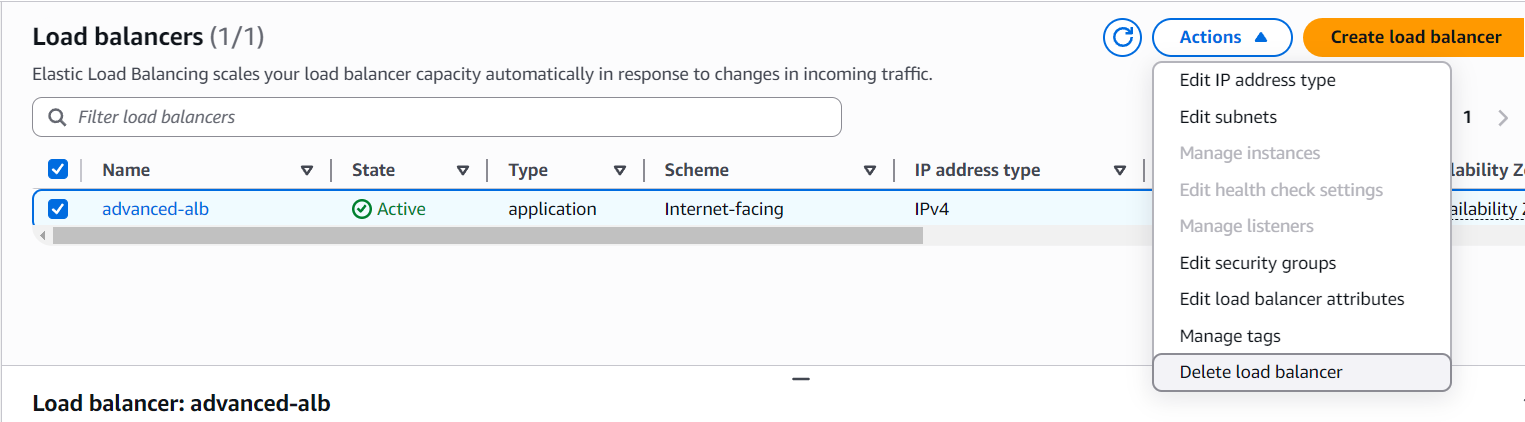 Load balancers (1/1)
Actions
Create load balancer
Elastic Load Balancing scales your load balancer capacity automatically in response to changes in incoming traffic.
Filter load balancers
1
Name State Type Scheme IP address type
advanced-alb Active application Internet-facing IPv4
Edit IP address type
Edit subnets
Manage instances
Edit health check settings
Manage listeners
Edit security groups
Edit load balancer attributes
Manage tags
Delete load balancer
Load balancer: advanced-alb